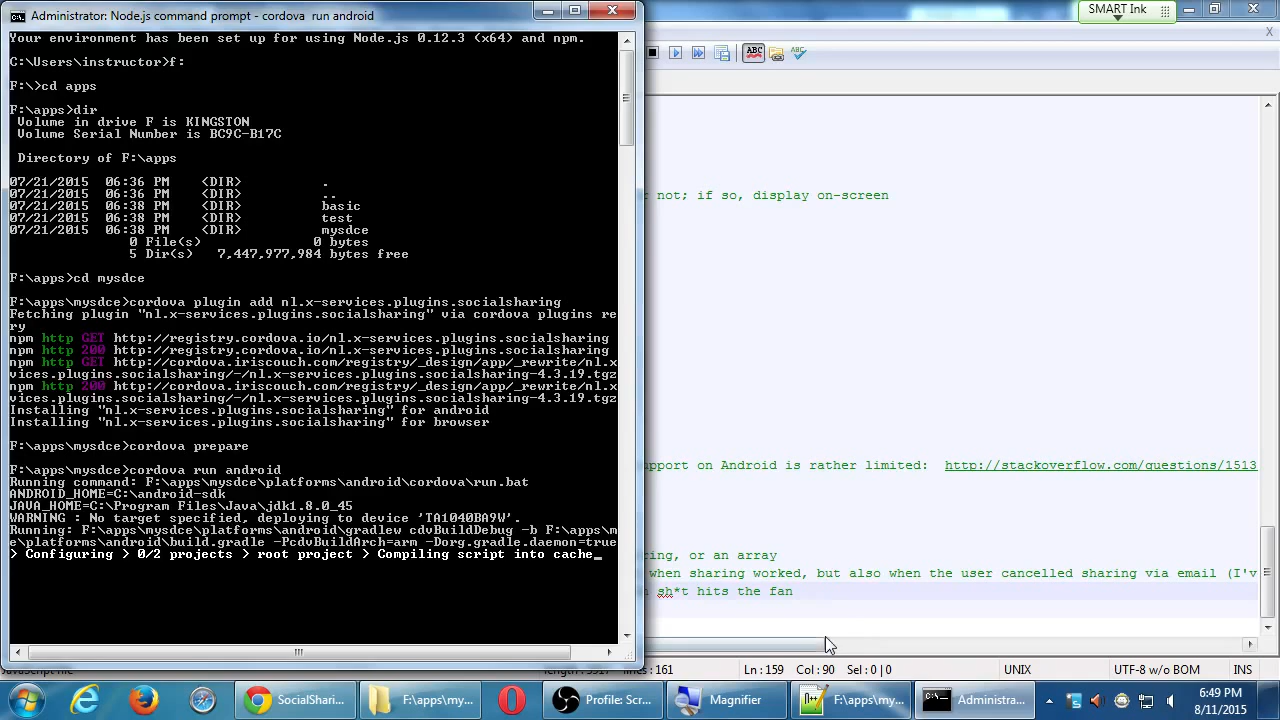 Administrator: Node.js command prompt - cordova  run android
SMART Ink
Your environment has been set up for using Node.js 0.12.3 (x64) and npm.
C:\Users\instructor>f:
F:\>cd apps
F:\apps>dir
 Volume in drive F is KINGSTON
 Volume Serial Number is BC9C-B17C
 Directory of F:\apps
07/21/2015  06:36 PM    <DIR>          .
07/21/2015  06:36 PM    <DIR>          ..
07/21/2015  06:38 PM    <DIR>          basic
07/21/2015  06:38 PM    <DIR>          test
07/21/2015  06:38 PM    <DIR>          mysdce
               0 File(s)              0 bytes
               5 Dir(s)   7,447,977,984 bytes free
F:\apps>cd mysdce
F:\apps\mysdce>cordova plugin add nl.x-services.plugins.socialsharing
Fetching plugin "nl.x-services.plugins.socialsharing" via cordova plugins re
ry
npm http GET http://registry.cordova.io/nl.x-services.plugins.socialsharing
npm http 200 http://registry.cordova.io/nl.x-services.plugins.socialsharing
npm http GET http://cordova.iriscouch.com/registry/_design/app/_rewrite/nl.x
vices.plugins.socialsharing/-/nl.x-services.plugins.socialsharing-4.3.19.tgz
npm http 200 http://cordova.iriscouch.com/registry/_design/app/_rewrite/nl.x
vices.plugins.socialsharing/-/nl.x-services.plugins.socialsharing-4.3.19.tgz
Installing "nl.x-services.plugins.socialsharing" for android
Installing "nl.x-services.plugins.socialsharing" for browser
F:\apps\mysdce>cordova prepare
F:\apps\mysdce>cordova run android
Running command: F:\apps\mysdce\platforms\android\cordova\run.bat
ANDROID_HOME=C:\android-sdk
JAVA_HOME=C:\Program Files\Java\jdk1.8.0_45
WARNING : No target specified, deploying to device 'TA1040BA9W'.
Running: F:\apps\mysdce\platforms\android\gradlew cdvBuildDebug -b F:\apps\m
e\platforms\android\build.gradle -PcdvBuildArch=arm -Dorg.gradle.daemon=true
> Configuring > 0/2 projects > root project > Compiling script into cache_
ABC
ABC
not; if so, display on-screen
pport on Android is rather limited:  http://stackoverflow.com/questions/1513
ring, or an array
when sharing worked, but also when the user cancelled sharing via email (I'v
sh*t hits the fan
Ln:159    Col:90    Sel:0|0
UNIX
UTF-8 w/o BOM
INS
SocialShari...
F:\apps\my...
Profile: Scr...
Magnifier
F:\apps\my...
Administra...
6:49 PM
8/11/2015